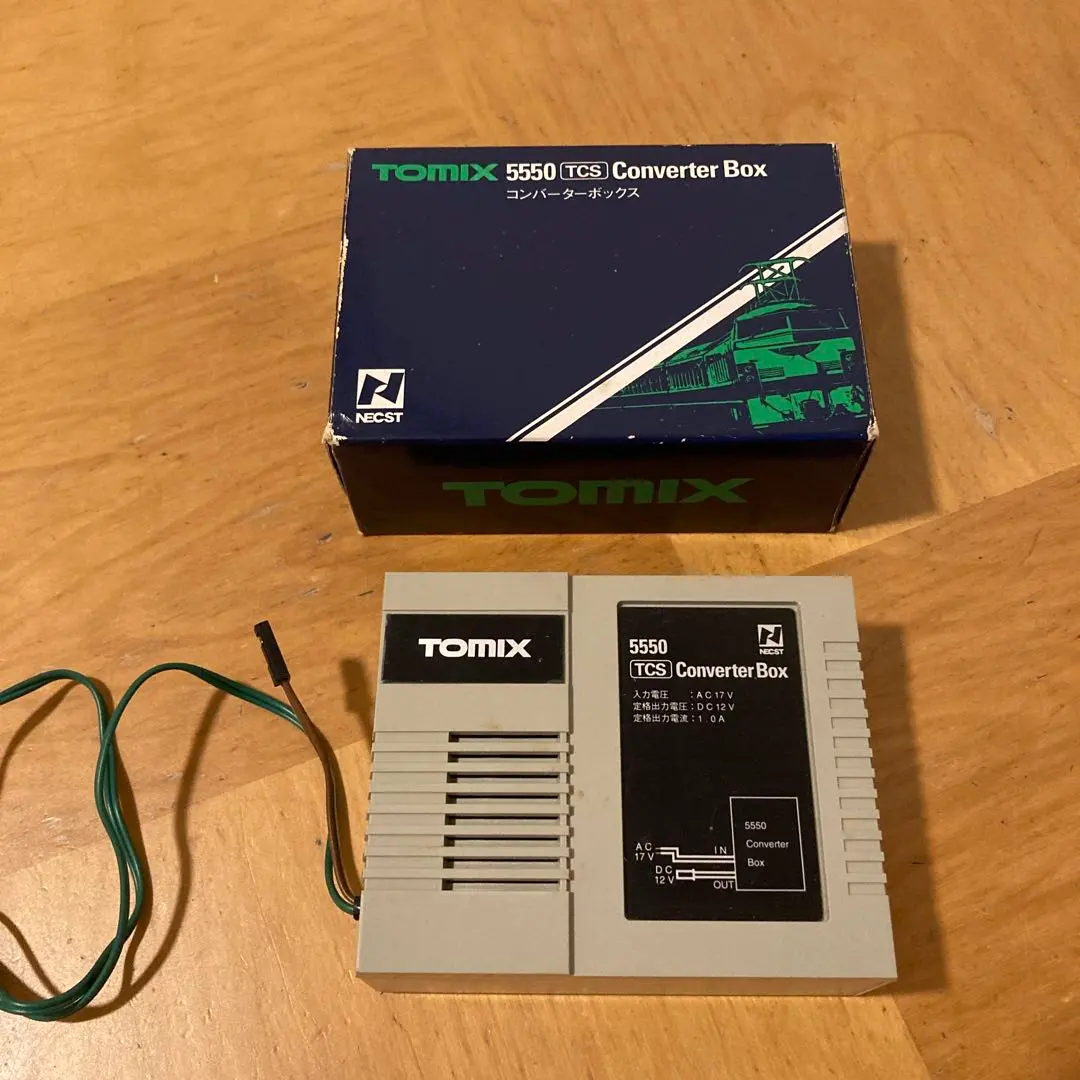 TOMIX 5550 TCS Converter Box
コンバーターボックス
NECST
TOMIX
TOMIX
5550
NECST
TCS Converter Box
入力電圧 :AC17V
定格出力電圧:DC12V
定格出力電流:1.0A
5550
Converter
Box
AC
17V
IN
DC
12V
OUT